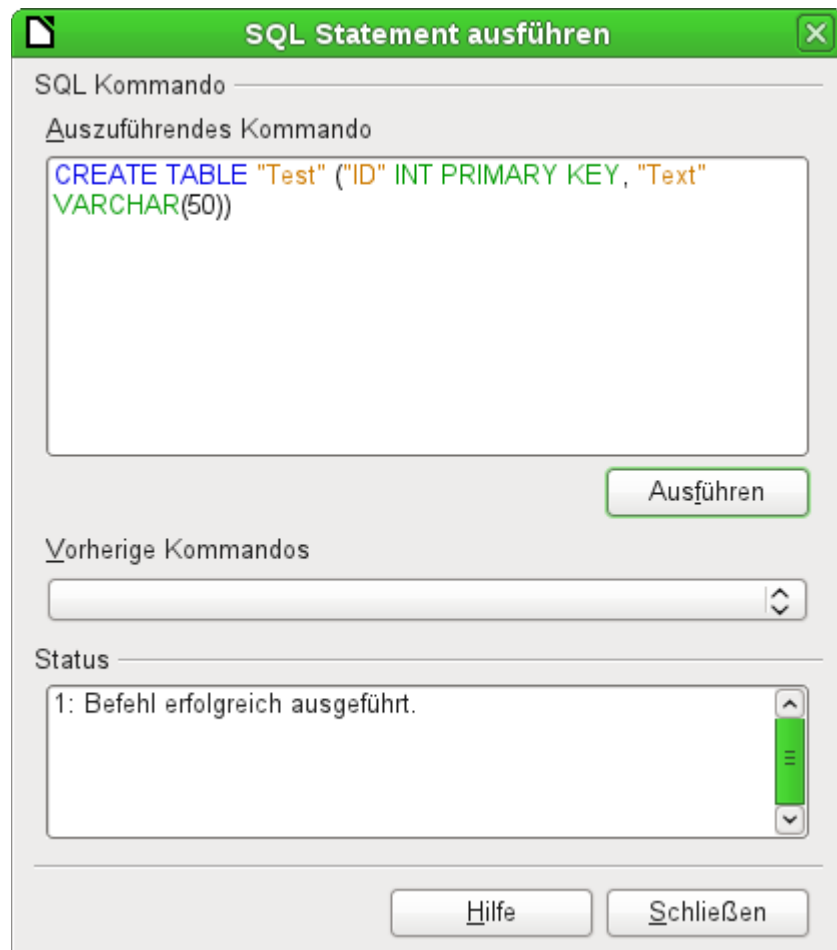 SQL Statement ausführen
SQL Kommando
Auszuführendes Kommando
CREATE TABLE "Test" ("ID" INT PRIMARY KEY, "Text"
VARCHAR(50))
Ausführen
Vorherige Kommandos
Status
1: Befehl erfolgreich ausgeführt.
Hilfe
Schließen